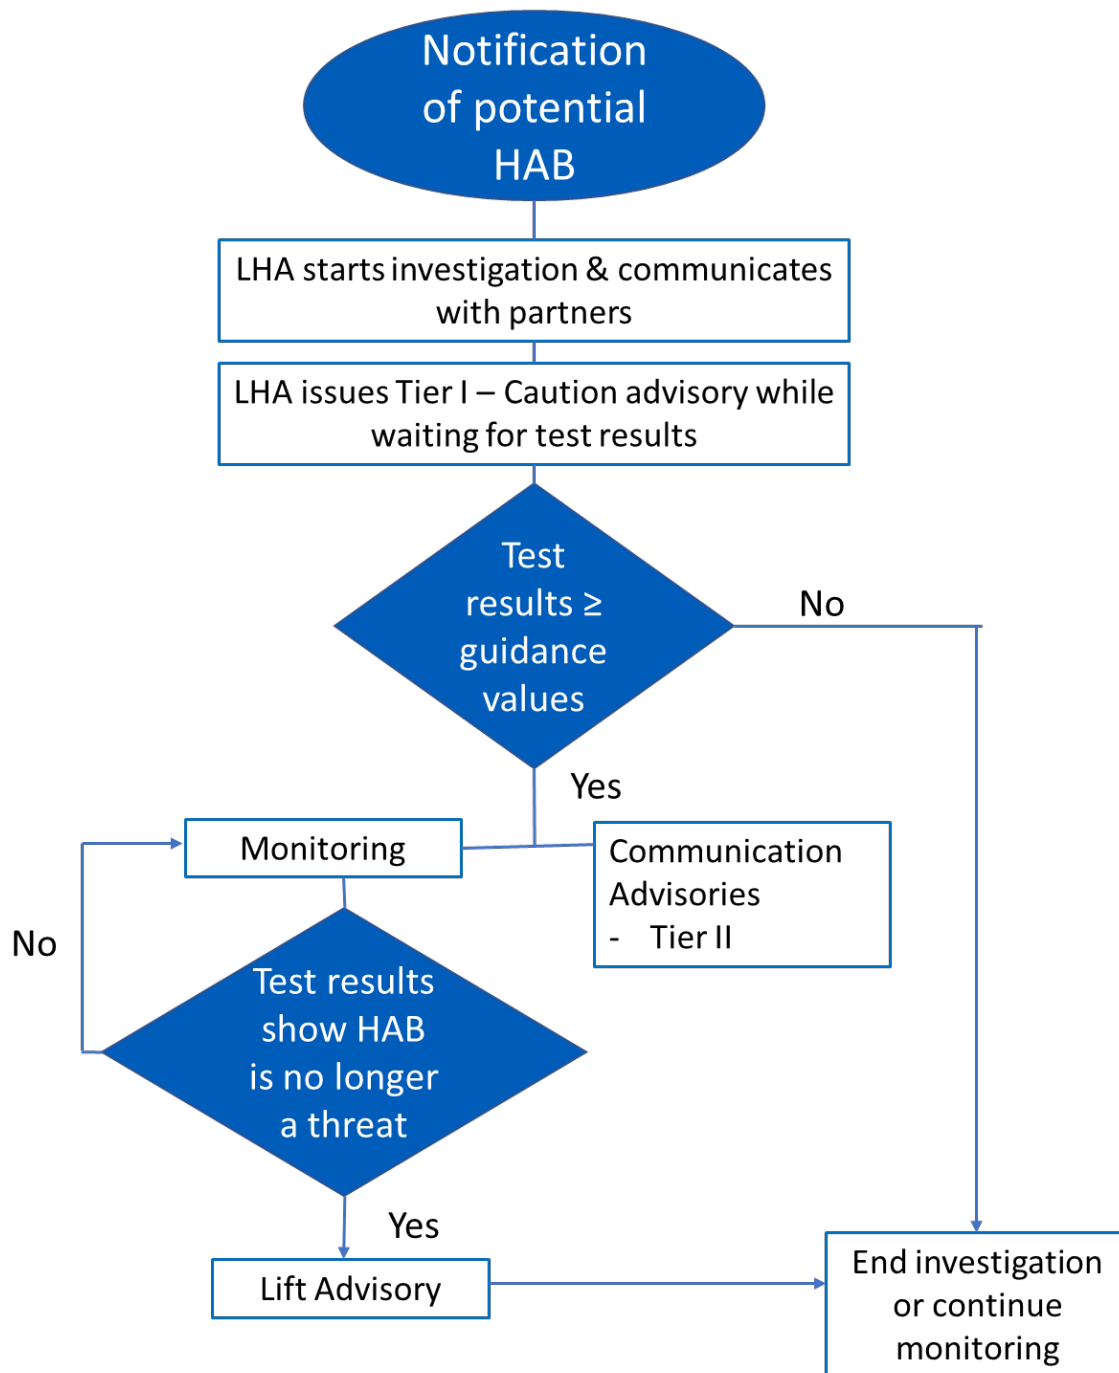 Notification
of potential
HAB
LHA starts investigation & communicates
with partners
LHA issues Tier I – Caution advisory while
waiting for test results
Test
results ≥
guidance
values
No
Yes
Monitoring
Communication
Advisories
- Tier II
No
Test results
show HAB
is no longer
a threat
Yes
Lift Advisory
End investigation
or continue
monitoring